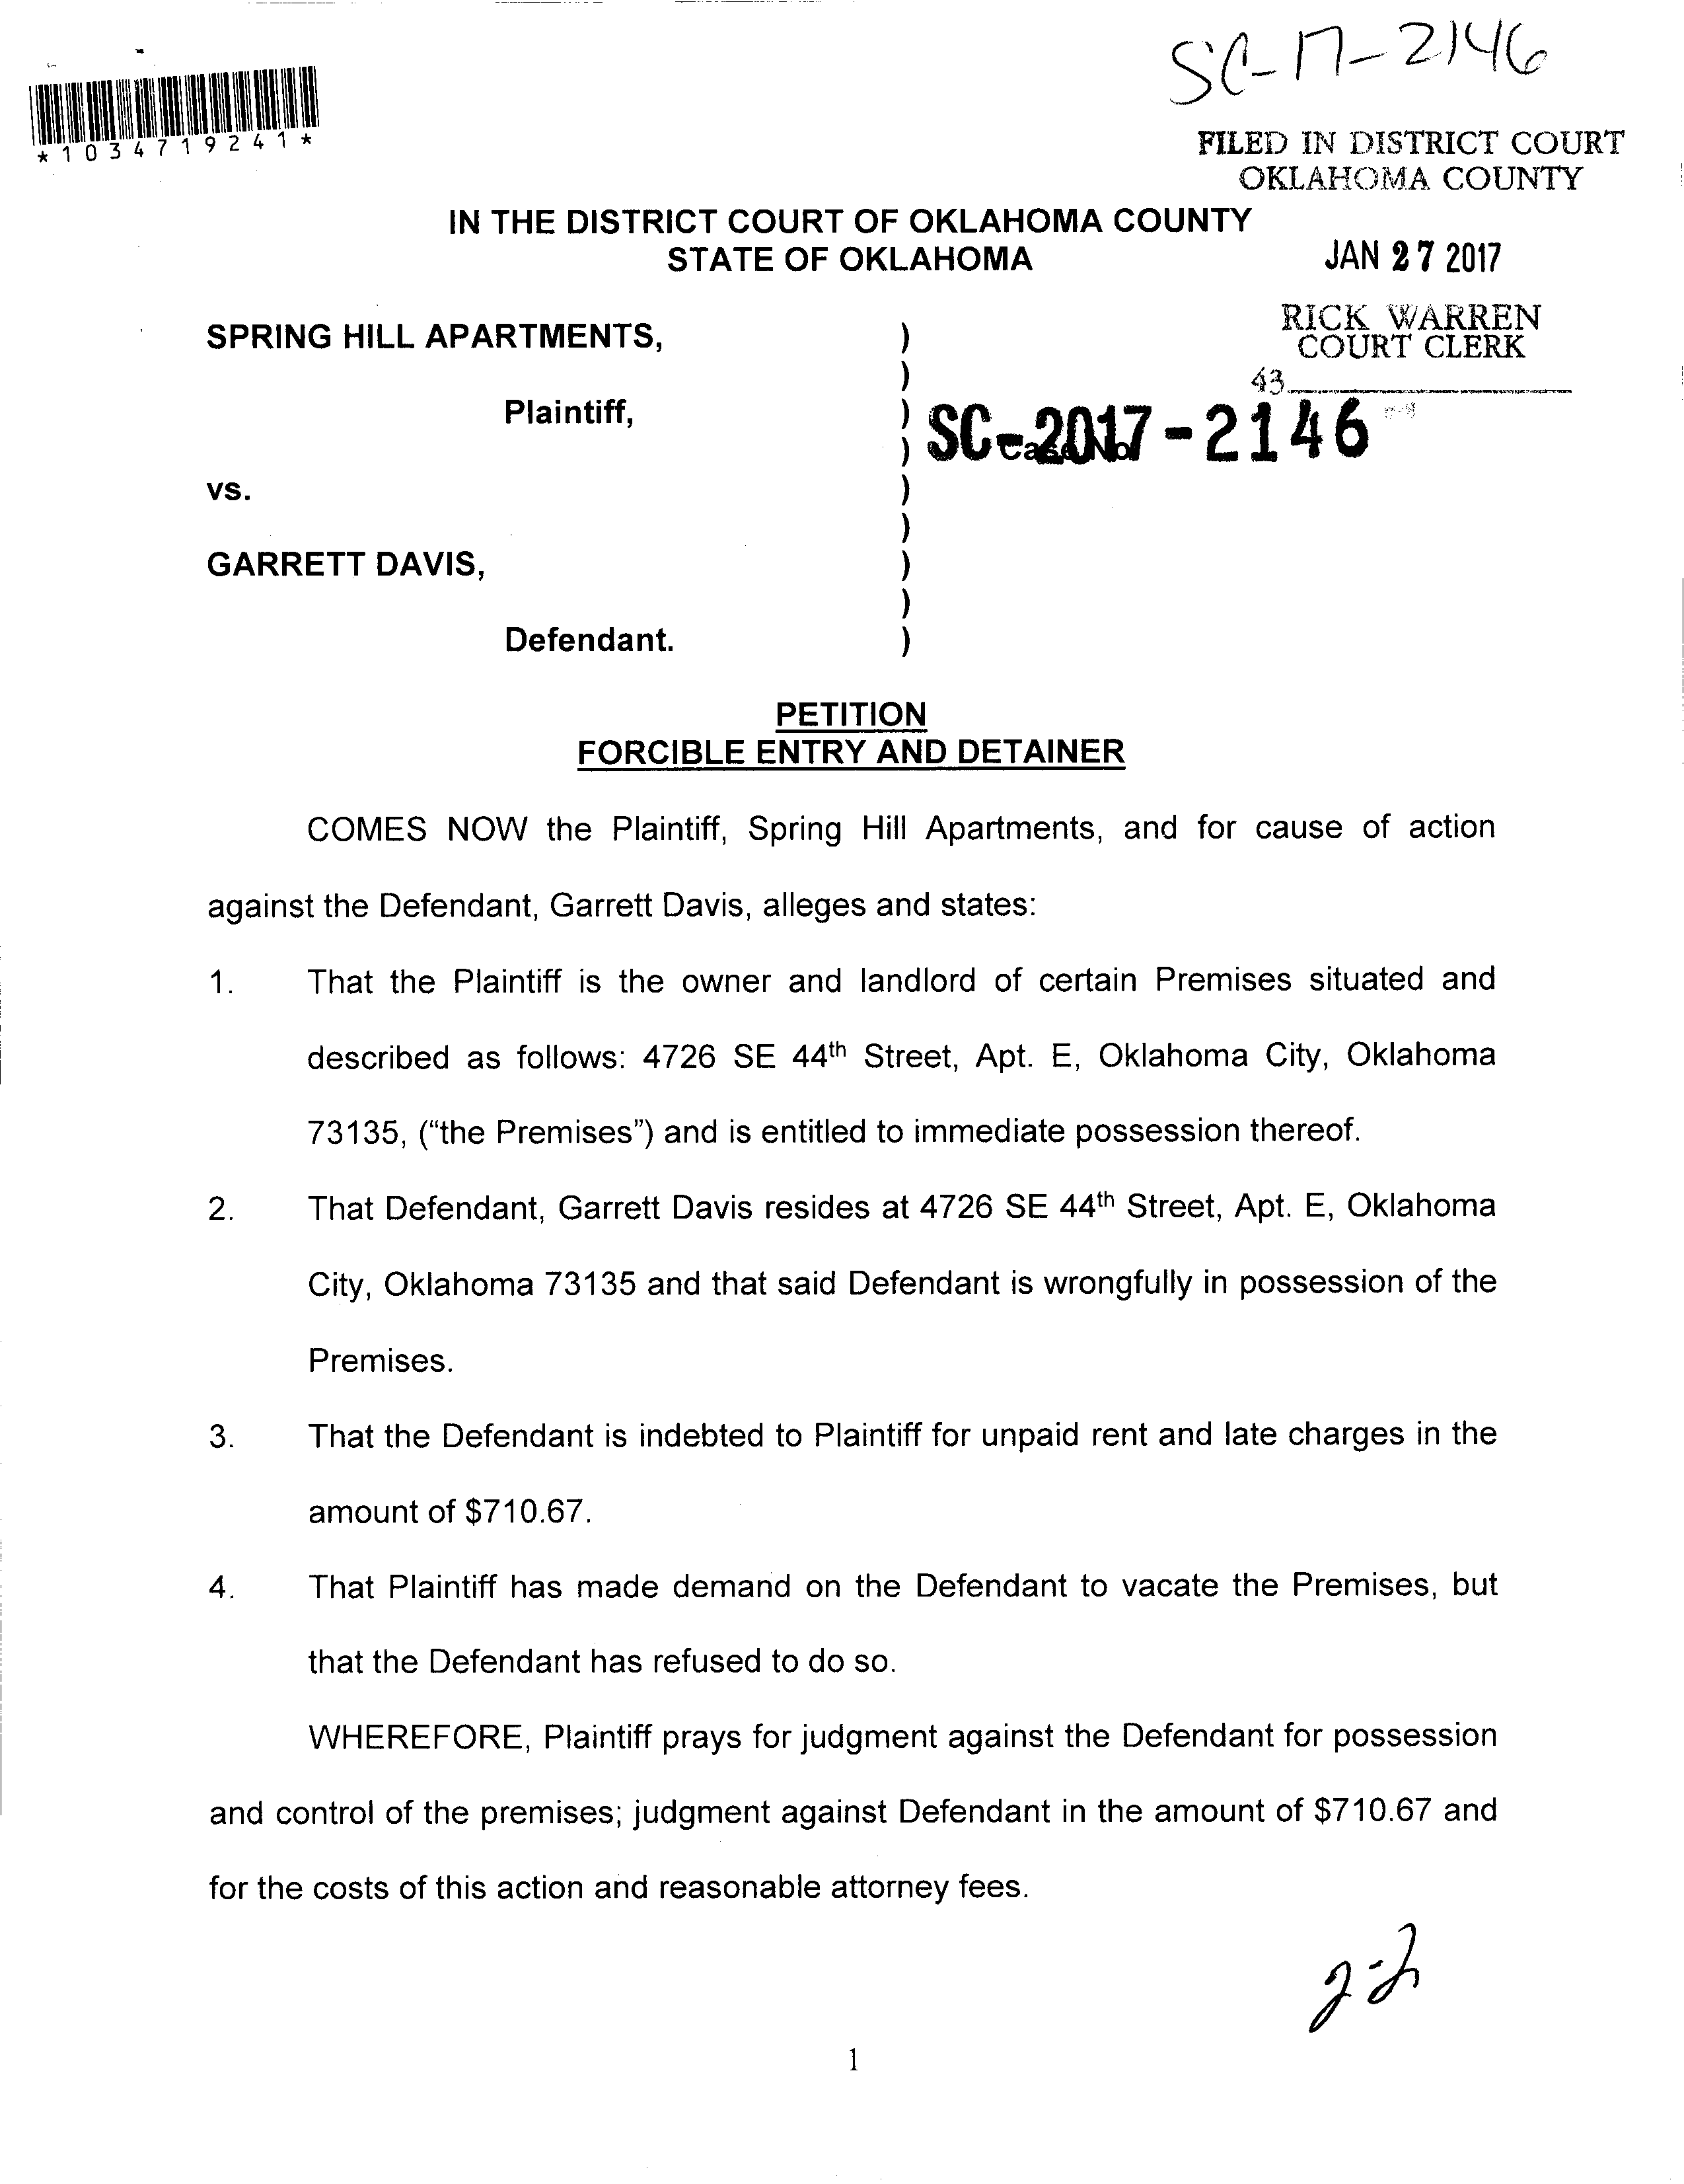 SC-17-2146
*1034719241*
FILED IN DISTRICT COURT
OKLAHOMA COUNTY
IN THE DISTRICT COURT OF OKLAHOMA COUNTY
STATE OF OKLAHOMA
JAN 27 2017
RICK WARREN
COURT CLERK
43
SPRING HILL APARTMENTS, )
)
Plaintiff, )
) SC-2017-2146
vs. )
)
GARRETT DAVIS, )
)
Defendant. )
PETITION
FORCIBLE ENTRY AND DETAINER
COMES NOW the Plaintiff, Spring Hill Apartments, and for cause of action
against the Defendant, Garrett Davis, alleges and states:
1. That the Plaintiff is the owner and landlord of certain Premises situated and
described as follows: 4726 SE 44th Street, Apt. E, Oklahoma City, Oklahoma
73135, (“the Premises”) and is entitled to immediate possession thereof.
2. That Defendant, Garrett Davis resides at 4726 SE 44th Street, Apt. E, Oklahoma
City, Oklahoma 73135 and that said Defendant is wrongfully in possession of the
Premises.
3. That the Defendant is indebted to Plaintiff for unpaid rent and late charges in the
amount of $710.67.
4. That Plaintiff has made demand on the Defendant to vacate the Premises, but
that the Defendant has refused to do so.
WHEREFORE, Plaintiff prays for judgment against the Defendant for possession
and control of the premises; judgment against Defendant in the amount of $710.67 and
for the costs of this action and reasonable attorney fees.
1